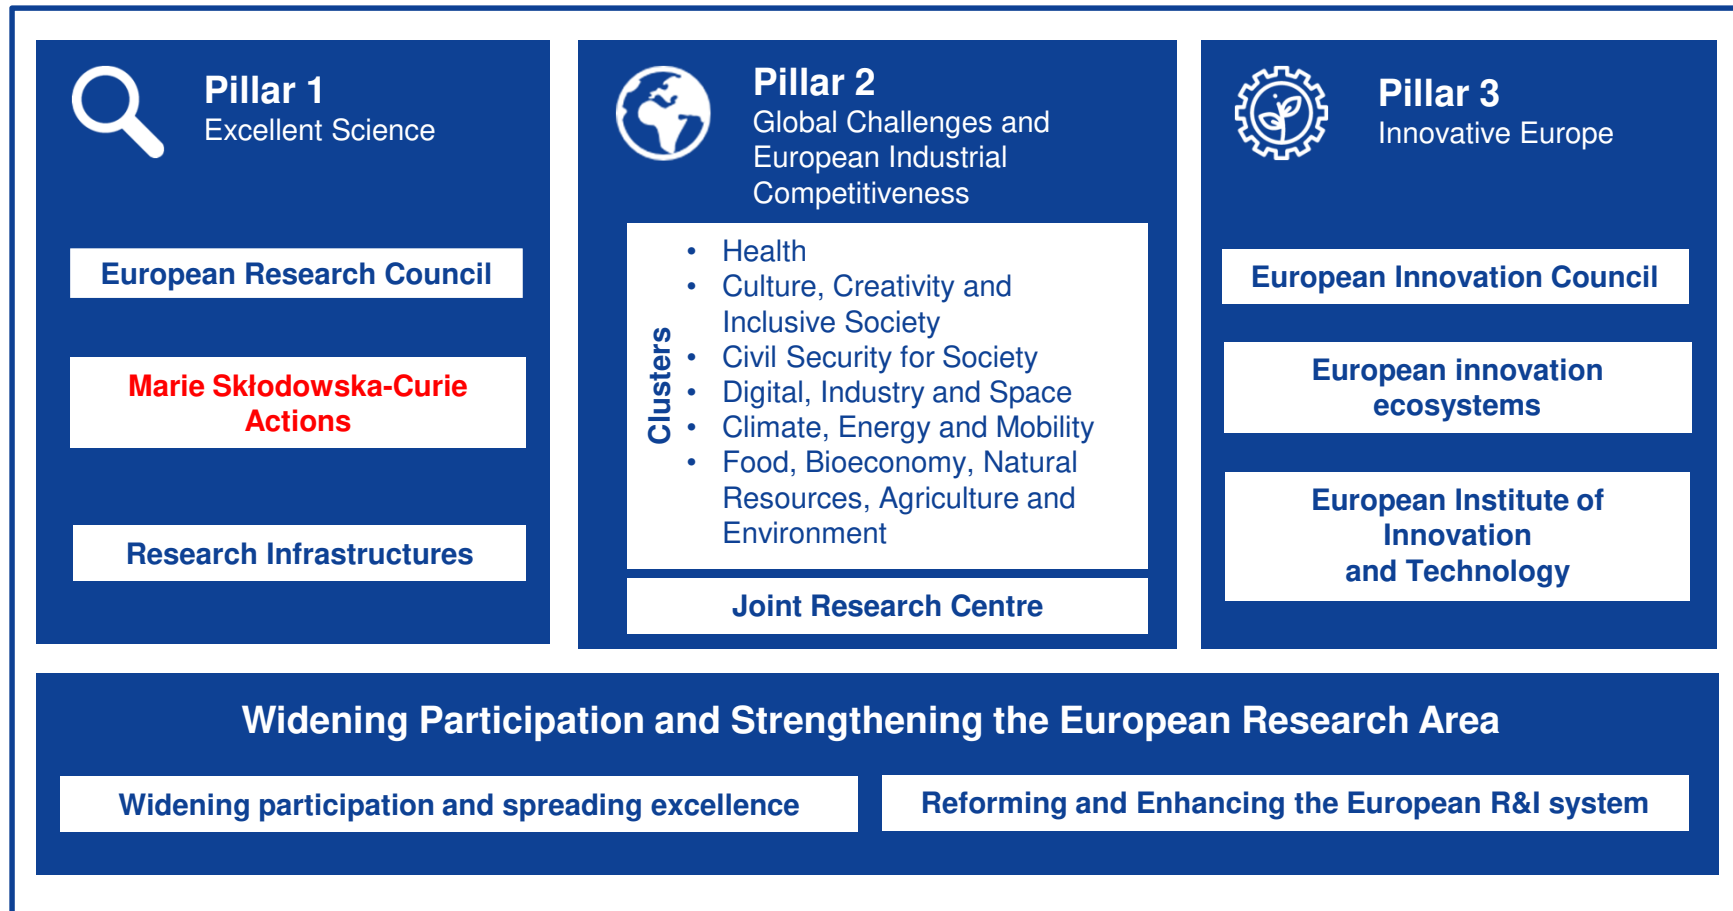 Pillar 1
Excellent Science
European Research Council
Marie Skłodowska-Curie
Actions
Research Infrastructures
Pillar 2
Global Challenges and
European Industrial
Competitiveness
Clusters
• Health
• Culture, Creativity and
Inclusive Society
• Civil Security for Society
• Digital, Industry and Space
• Climate, Energy and Mobility
• Food, Bioeconomy, Natural
Resources, Agriculture and
Environment
Joint Research Centre
Pillar 3
Innovative Europe
European Innovation Council
European innovation
ecosystems
European Institute of
Innovation
and Technology
Widening Participation and Strengthening the European Research Area
Widening participation and spreading excellence
Reforming and Enhancing the European R&I system